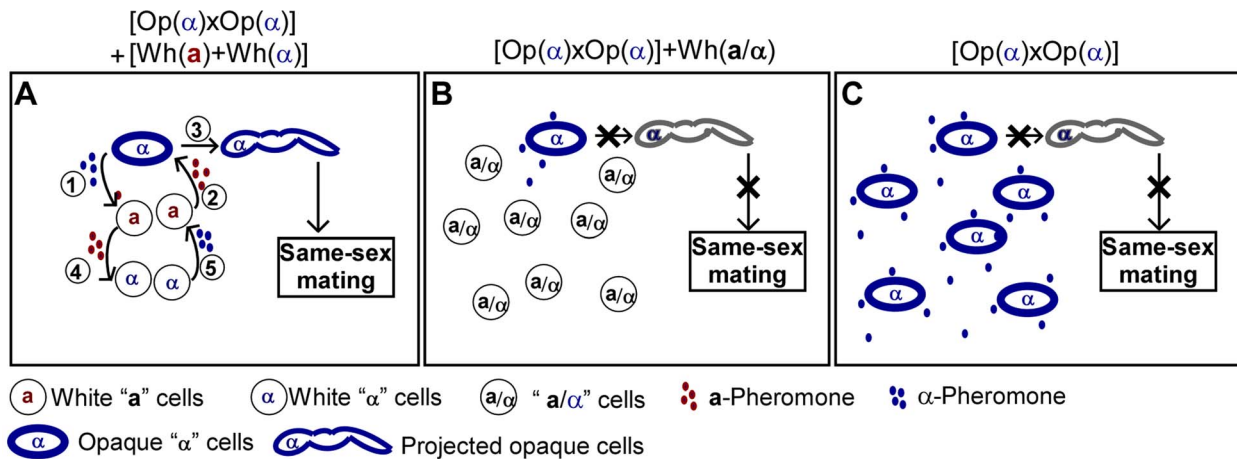 [Op(α)xOp(α)]
+[Wh(a)+Wh(α)]
[Op(α)xOp(α)]+Wh(a/α)
[Op(α)xOp(α)]
A
α
3
α
1
2
a
a
4
5
α
α
Same-sex
mating
B
α
α
a/α
a/α
a/α
a/α
a/α
a/α
a/α
a/α
Same-sex
mating
C
α
α
α
α
α
α
α
Same-sex
mating
a White "a" cells
α White "α" cells
a/α " a/α" cells
a-Pheromone
α-Pheromone
α Opaque "α" cells
α Projected opaque cells